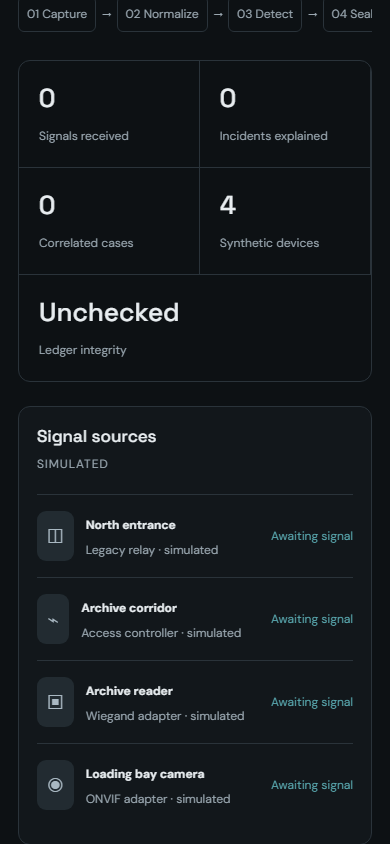 01 Capture → 02 Normalize → 03 Detect → 04 Seal
0 0
Signals received Incidents explained
0 4
Correlated cases Synthetic devices
Unchecked
Ledger integrity
Signal sources
SIMULATED
North entrance
Legacy relay · simulated
Awaiting signal
Archive corridor
Access controller · simulated
Awaiting signal
Archive reader
Wiegand adapter · simulated
Awaiting signal
Loading bay camera
ONVIF adapter · simulated
Awaiting signal